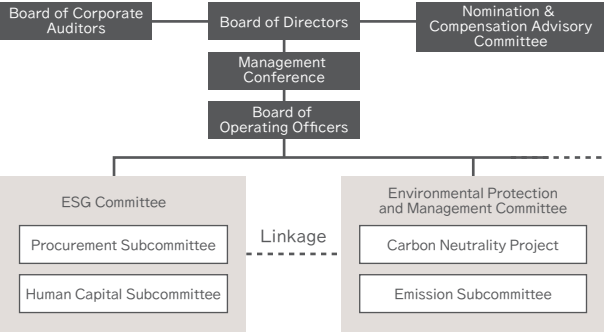 Board of Corporate
Auditors
Board of Directors
Nomination &
Compensation Advisory
Committee
Management
Conference
Board of
Operating Officers
ESG Committee
Procurement Subcommittee
Human Capital Subcommittee
Linkage
Environmental Protection
and Management Committee
Carbon Neutrality Project
Emission Subcommittee